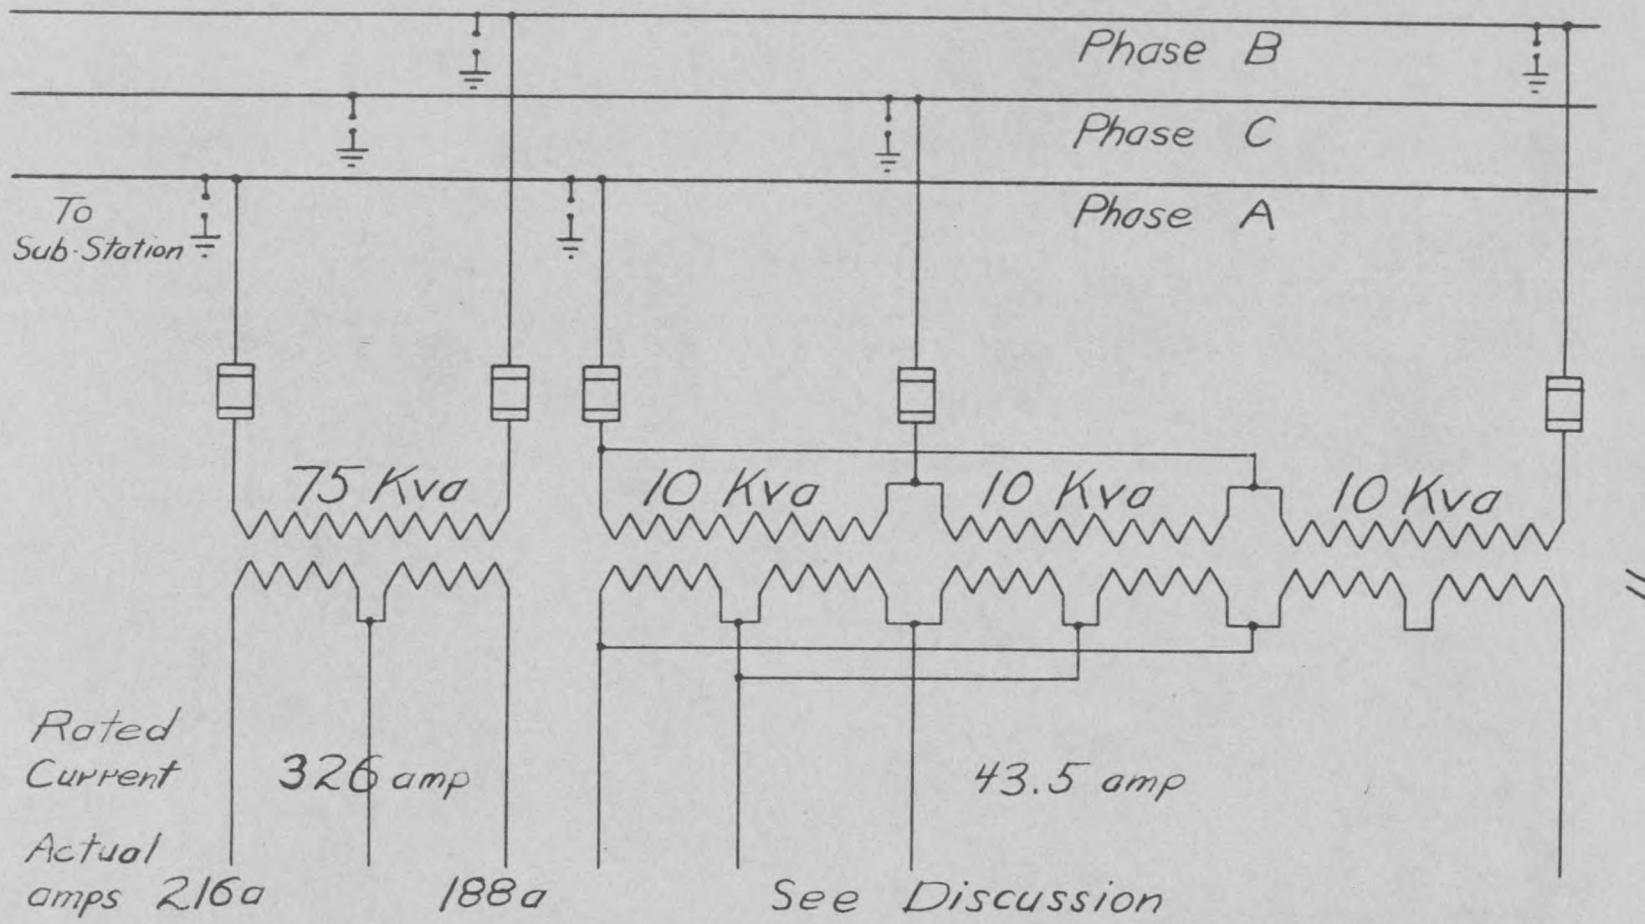 Phase B
Phase C
Phase A
To
Sub-Station
75 Kva
10 Kva
10 Kva
10 Kva
Rated
Current
326 amp
43.5 amp
Actual
amps 216a
188a
See Discussion